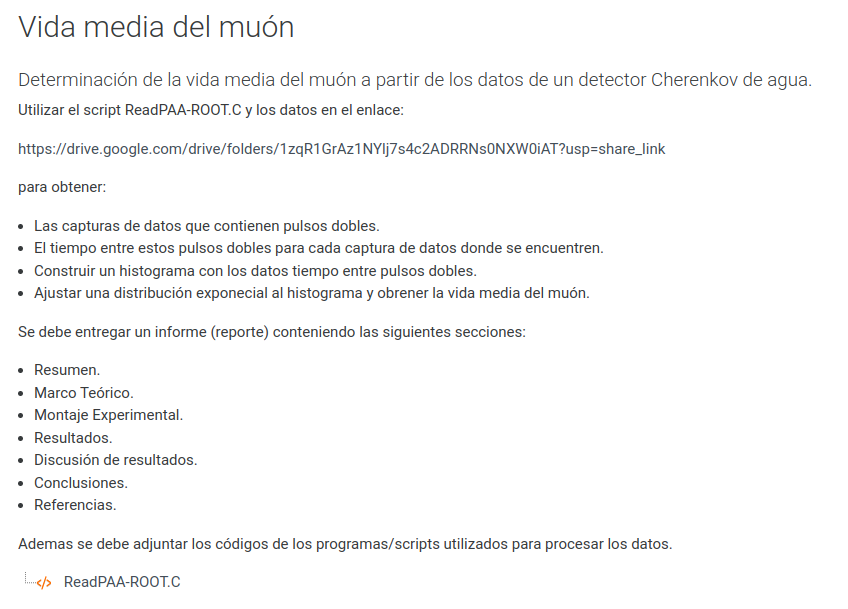 Vida media del muón
Determinación de la vida media del muón a partir de los datos de un detector Cherenkov de agua.
Utilizar el script ReadPAA-ROOT.C y los datos en el enlace:
https://drive.google.com/drive/folders/1zqR1GrAz1NYlj7s4c2ADRRNs0NXW0iAT?usp=share_link
para obtener:
Las capturas de datos que contienen pulsos dobles.
El tiempo entre estos pulsos dobles para cada captura de datos donde se encuentren.
Construir un histograma con los datos tiempo entre pulsos dobles.
Ajustar una distribución exponecial al histograma y obrener la vida media del muón.
Se debe entregar un informe (reporte) conteniendo las siguientes secciones:
Resumen.
Marco Teórico.
Montaje Experimental.
Resultados.
Discusión de resultados.
Conclusiones.
Referencias.
Ademas se debe adjuntar los códigos de los programas/scripts utilizados para procesar los datos.
</> ReadPAA-ROOT.C